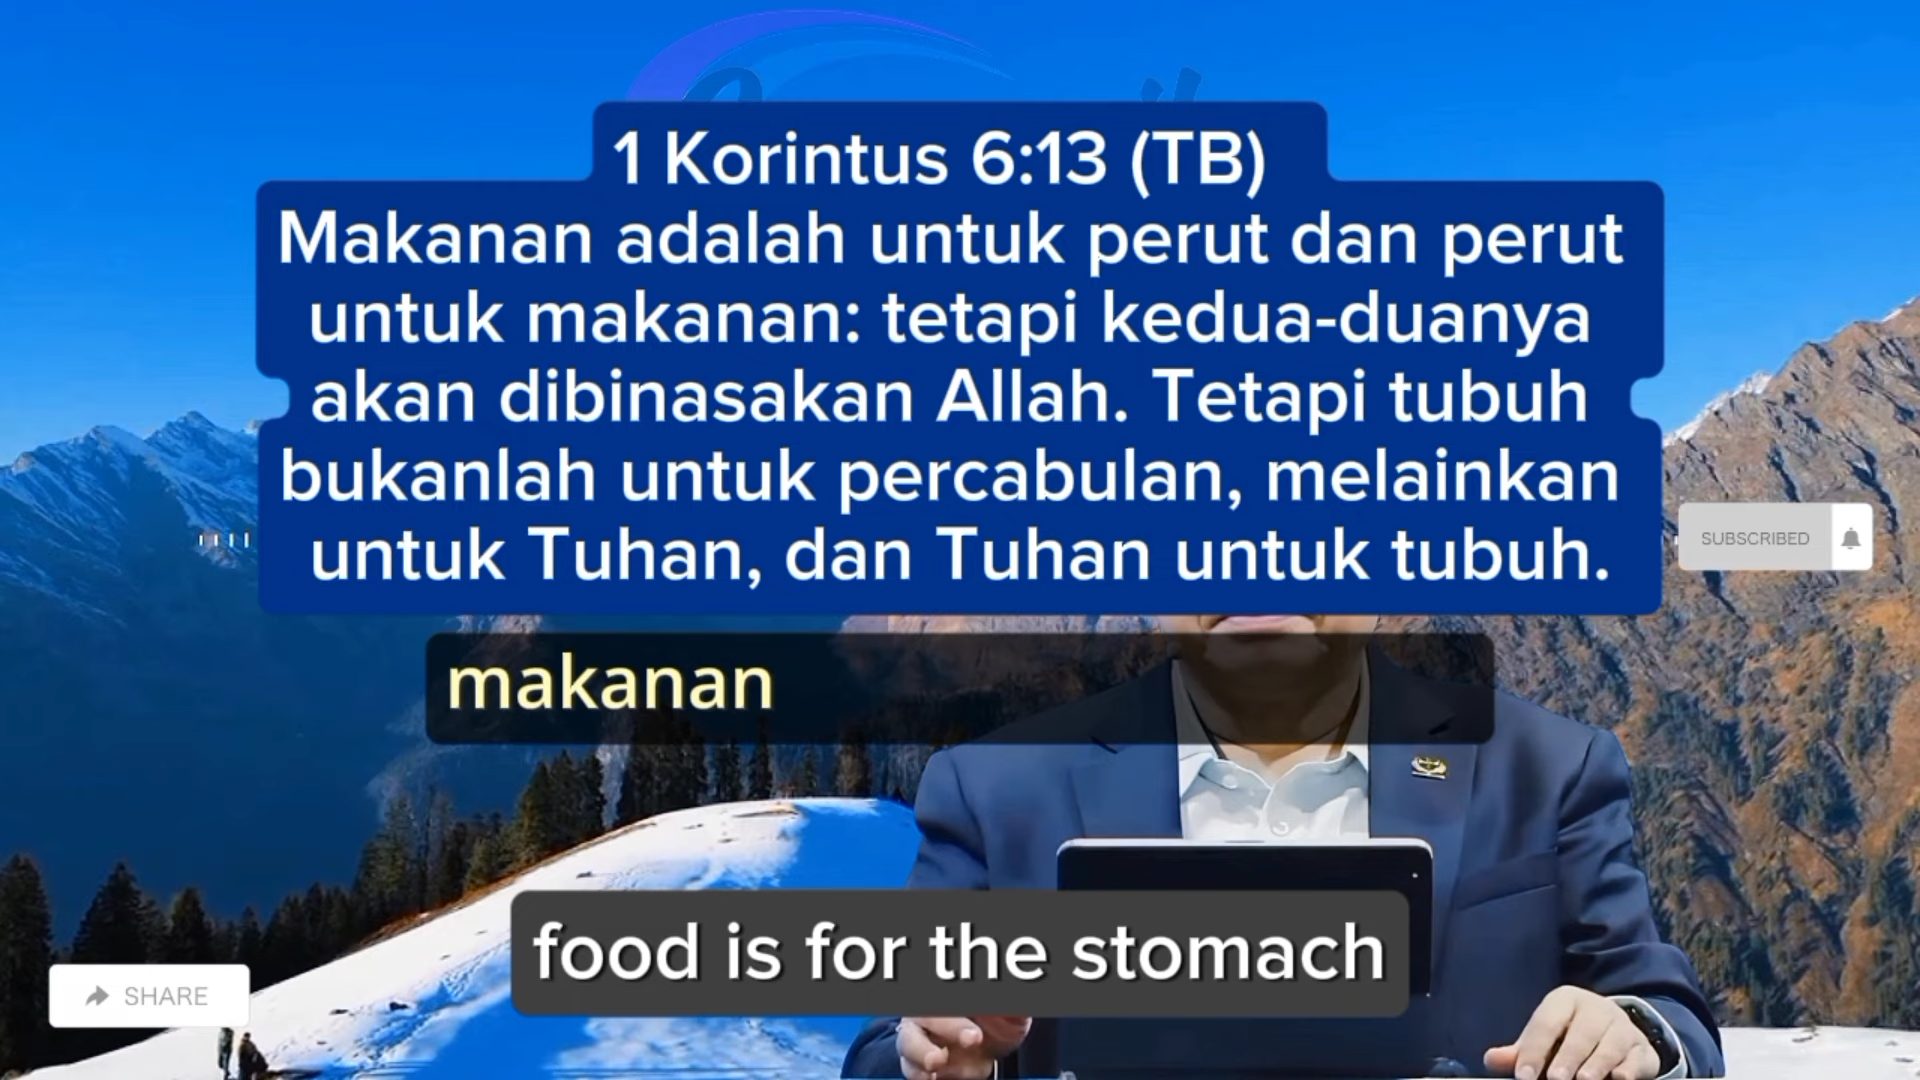 1 Korintus 6:13 (TB)
Makanan adalah untuk perut dan perut
untuk makanan: tetapi kedua-duanya
akan dibinasakan Allah. Tetapi tubuh
bukanlah untuk percabulan, melainkan
untuk Tuhan, dan Tuhan untuk tubuh.
SUBSCRIBED
makanan
food is for the stomach
SHARE